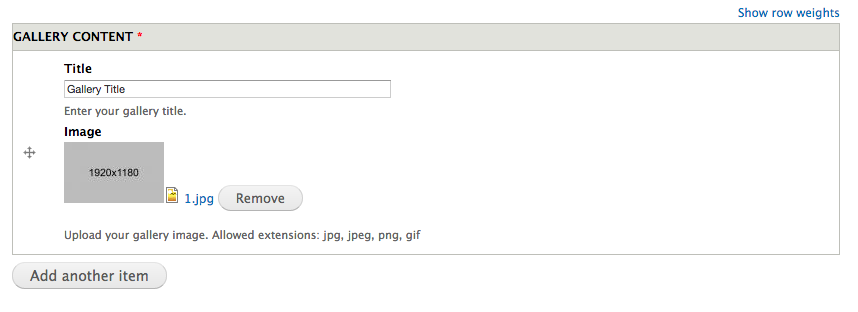 Show row weights
GALLERY CONTENT *
Title
Gallery Title
Enter your gallery title.
Image
1920x1180
1.jpg Remove
Upload your gallery image. Allowed extensions: jpg, jpeg, png, gif
Add another item